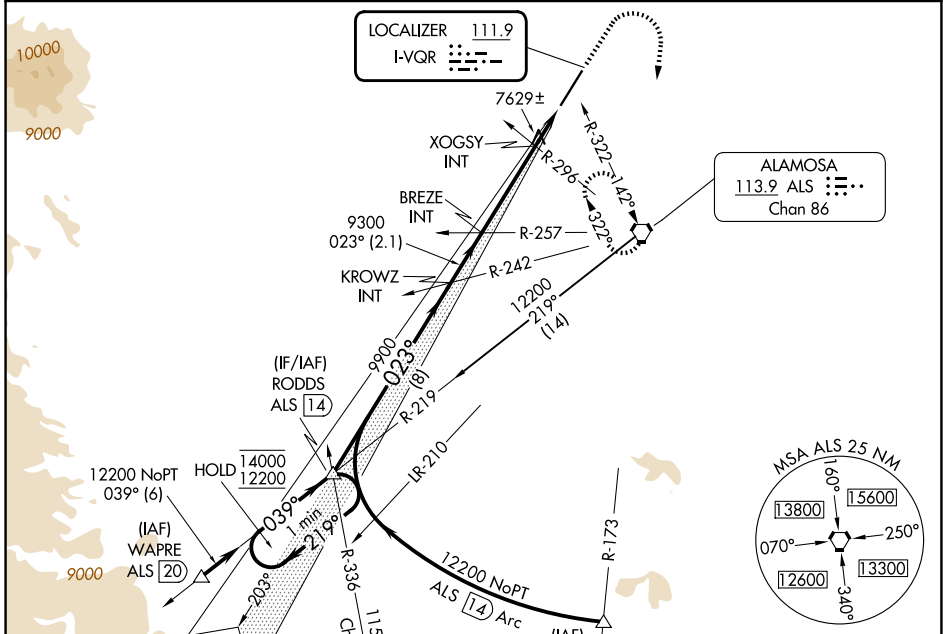 10000
9000
LOCALIZER 111.9
I-VQR
7629±
XOGSY
INT
R-296
R-322
142°
322°
ALAMOSA
113.9 ALS
Chan 86
BREZE
INT
9300
023° (2.1)
R-257
KROWZ
INT
R-242
12200
219°
(14)
9900
023°
(8)
(IF/IAF)
RODDS
ALS 14
R-219
LR-210
12200 NoPT
039° (6)
HOLD 14000
12200
039°
1 min
219°
(IAF)
WAPRE
ALS 20
9000
203°
R-336
12200 NoPT
ALS 14 Arc
R-173
MSA ALS 25 NM
160°
13800
15600
070°
250°
12600
13300
340°